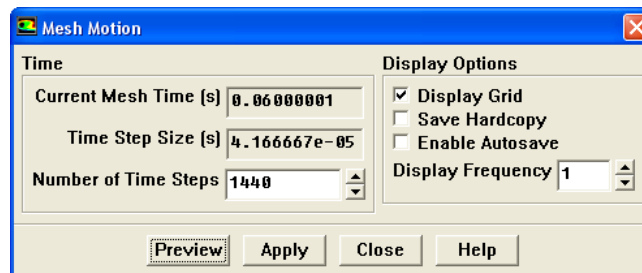 Mesh Motion
Time
Current Mesh Time (s) 0.06000001
Time Step Size (s) 4.166667e-05
Number of Time Steps 1440
Display Options
Display Grid
Save Hardcopy
Enable Autosave
Display Frequency 1
Preview Apply Close Help